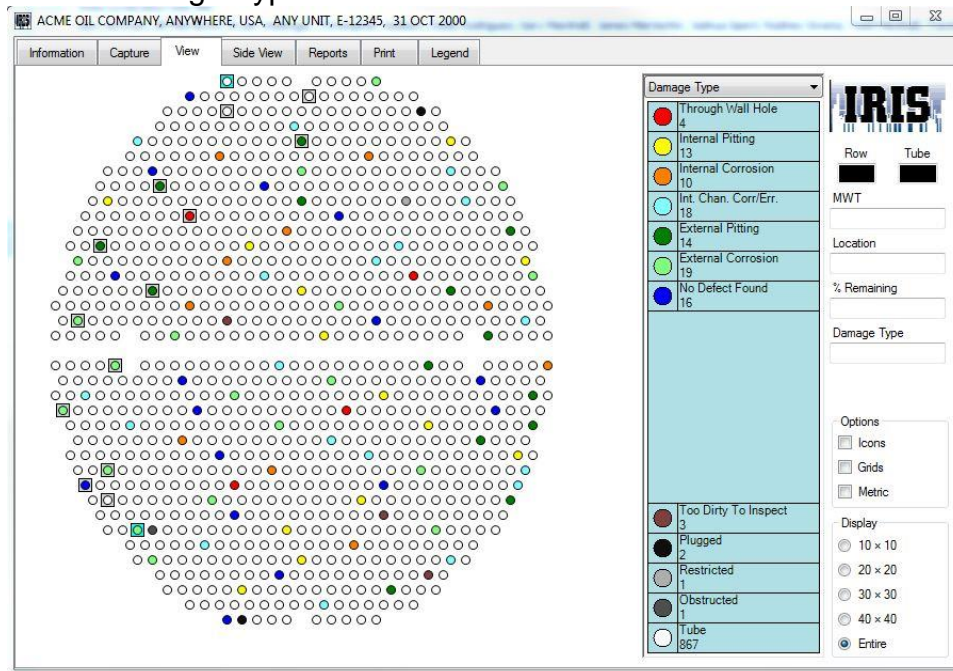 ACME OIL COMPANY, ANYWHERE, USA, ANY UNIT, E-12345, 31 OCT 2000
Information Capture View Side View Reports Print Legend
Damage Type
Through Wall Hole
4
Internal Pitting
13
Internal Corrosion
10
Int. Chan. Corr/Err.
18
External Pitting
14
External Corrosion
19
No Defect Found
16
Too Dirty To Inspect
3
Plugged
2
Restricted
1
Obstructed
1
Tube
867
IRIS
Row Tube
MWT
Location
% Remaining
Damage Type
Options
Icons
Grids
Metric
Display
10 × 10
20 × 20
30 × 30
40 × 40
Entire